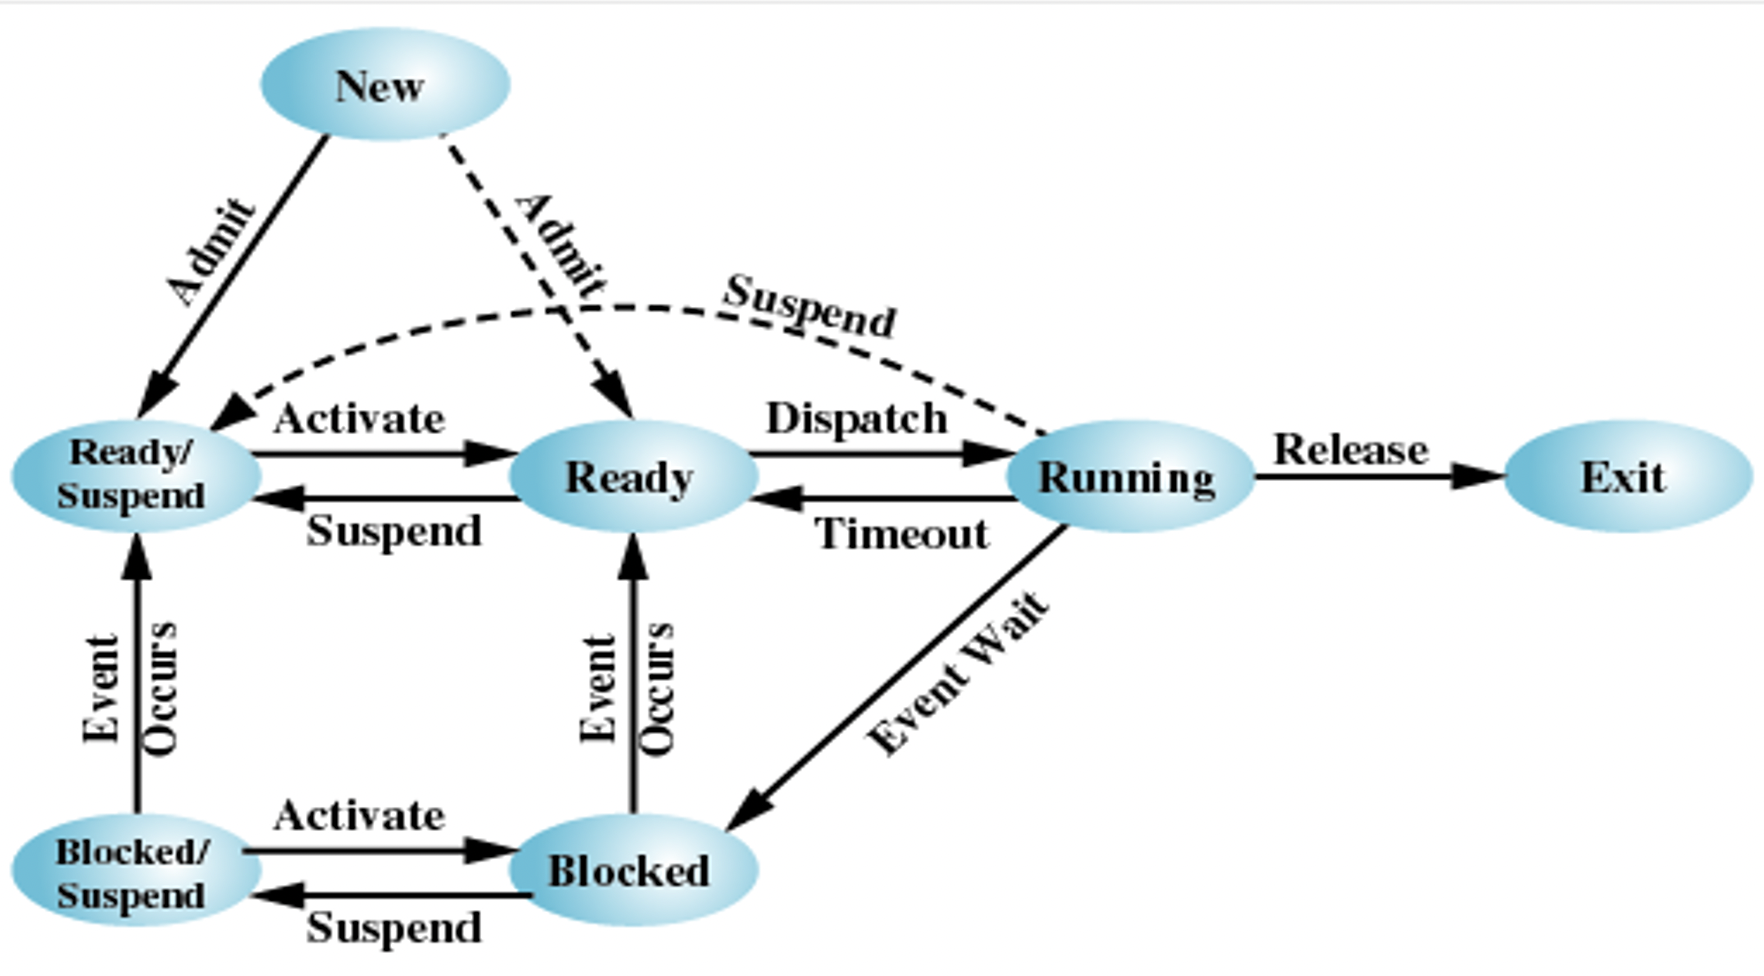 New
Admit
Admit
Suspend
Activate
Dispatch
Release
Ready/
Suspend
Ready
Running
Exit
Suspend
Timeout
Event
Occurs
Event
Occurs
Event Wait
Activate
Blocked/
Suspend
Blocked
Suspend